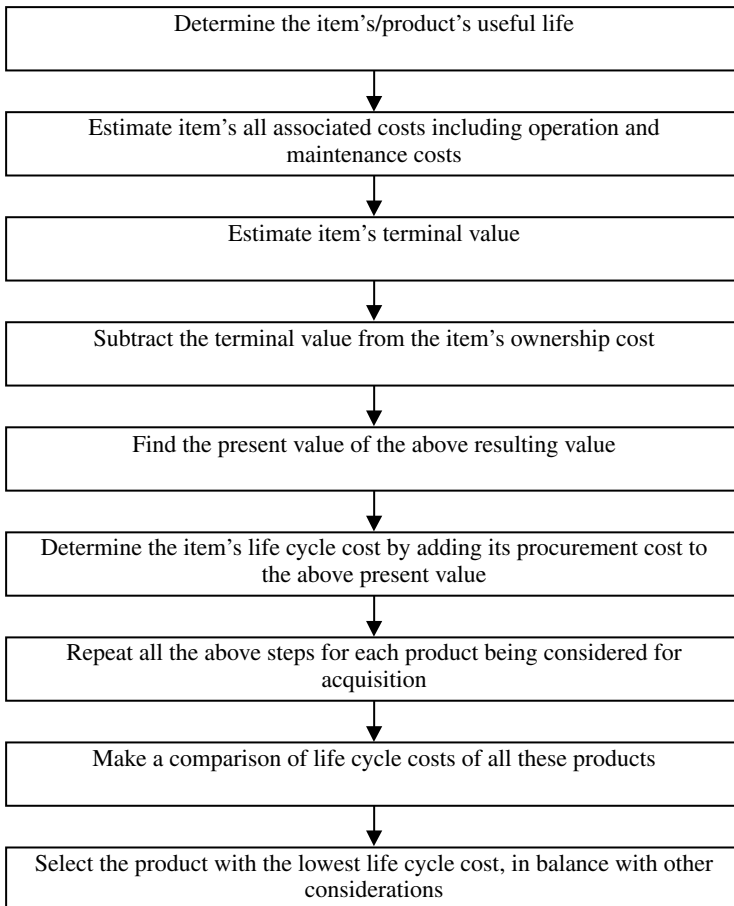 Determine the item’s/product’s useful life
Estimate item’s all associated costs including operation and
maintenance costs
Estimate item’s terminal value
Subtract the terminal value from the item’s ownership cost
Find the present value of the above resulting value
Determine the item’s life cycle cost by adding its procurement cost to
the above present value
Repeat all the above steps for each product being considered for
acquisition
Make a comparison of life cycle costs of all these products
Select the product with the lowest life cycle cost, in balance with other
considerations